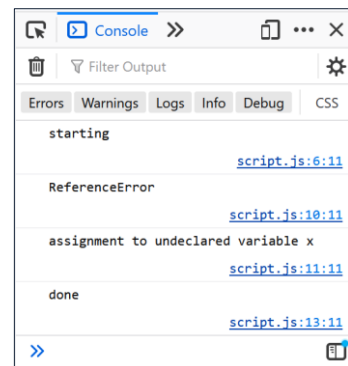 Console
Filter Output
Errors Warnings Logs Info Debug CSS
starting
script.js:6:11
ReferenceError
script.js:10:11
assignment to undeclared variable x
script.js:11:11
done
script.js:13:11